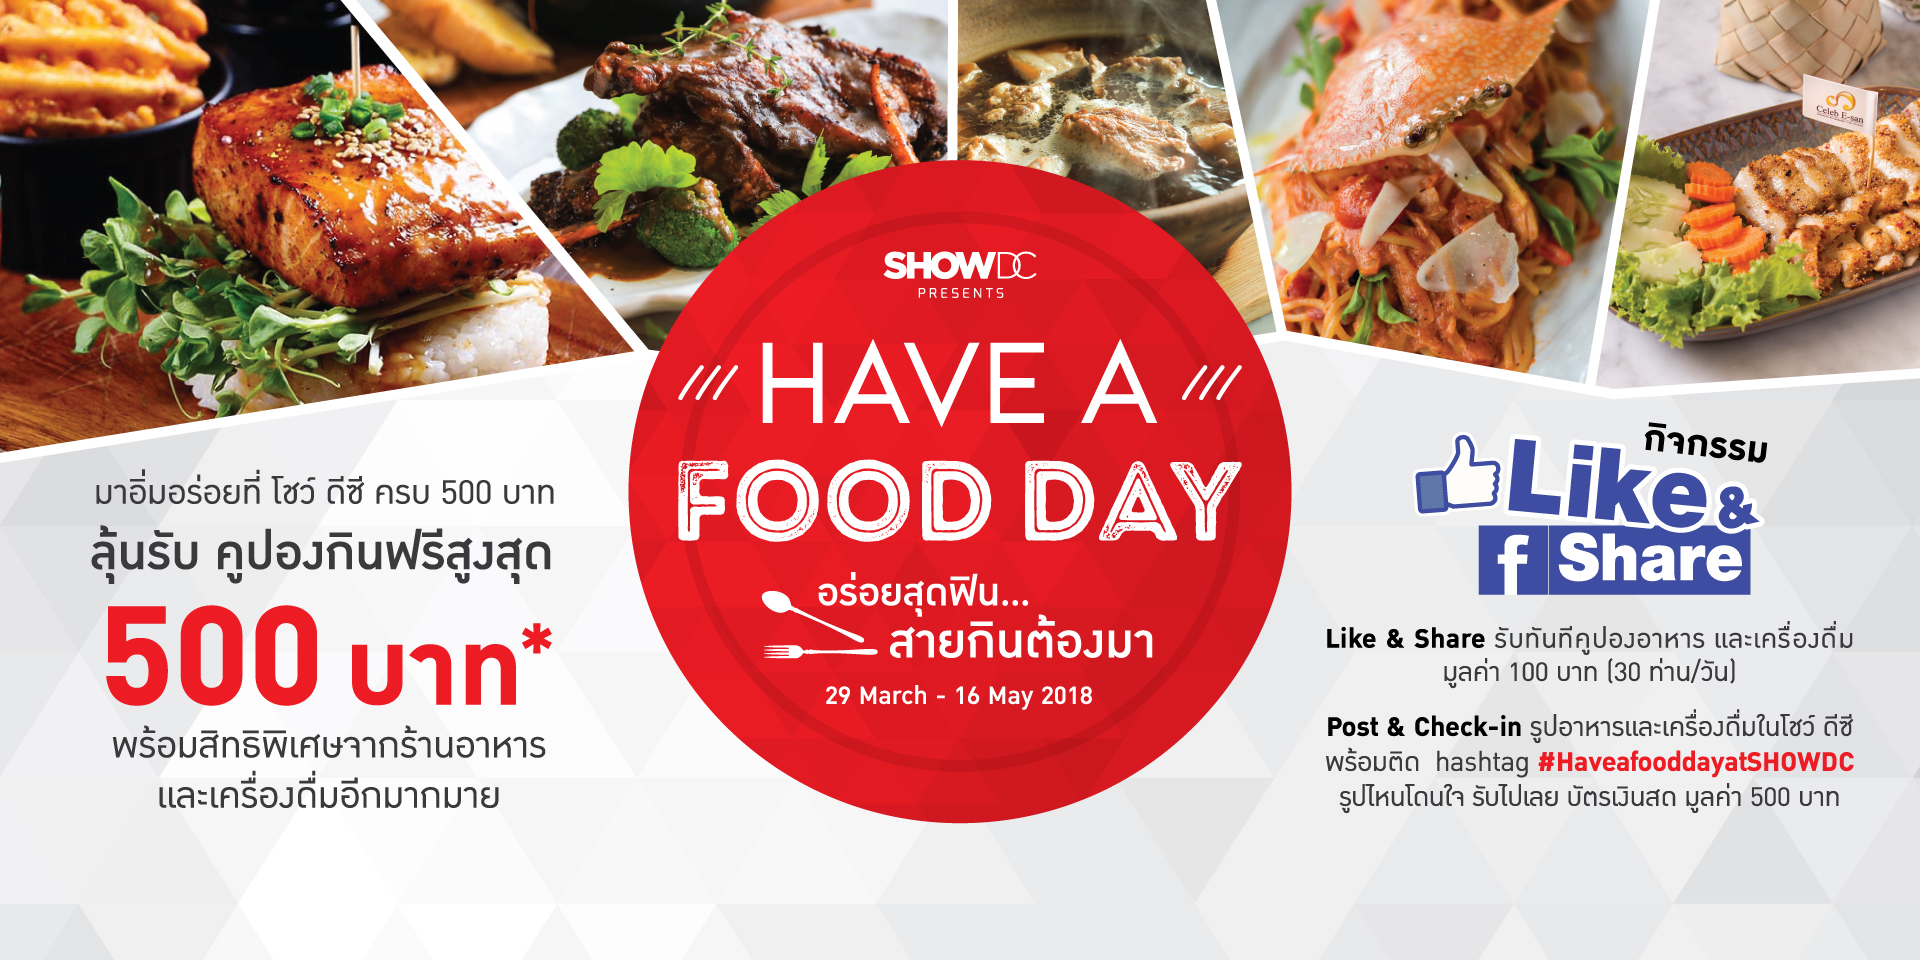 Celeb E-san
SHOWDC
PRESENTS
/// HAVE A ///
FOOD DAY
อร่อยสุดฟิน...
สายกินต้องมา
29 March - 16 May 2018
มาอิ่มอร่อยที่ โชว์ ดีซี ครบ 500 บาท
ลุ้นรับ คูปองกินฟรีสูงสุด
500 บาท*
พร้อมสิทธิพิเศษจากร้านอาหาร
และเครื่องดื่มอีกมากมาย
กิจกรรม
Like &
f Share
Like & Share รับทันทีคูปองอาหาร และเครื่องดื่ม
มูลค่า 100 บาท (30 ท่าน/วัน)
Post & Check-in รูปอาหารและเครื่องดื่มในโชว์ ดีซี
พร้อมติด hashtag #HaveafooddayatSHOWDC
รูปไหนโดนใจ รับไปเลย บัตรเงินสด มูลค่า 500 บาท